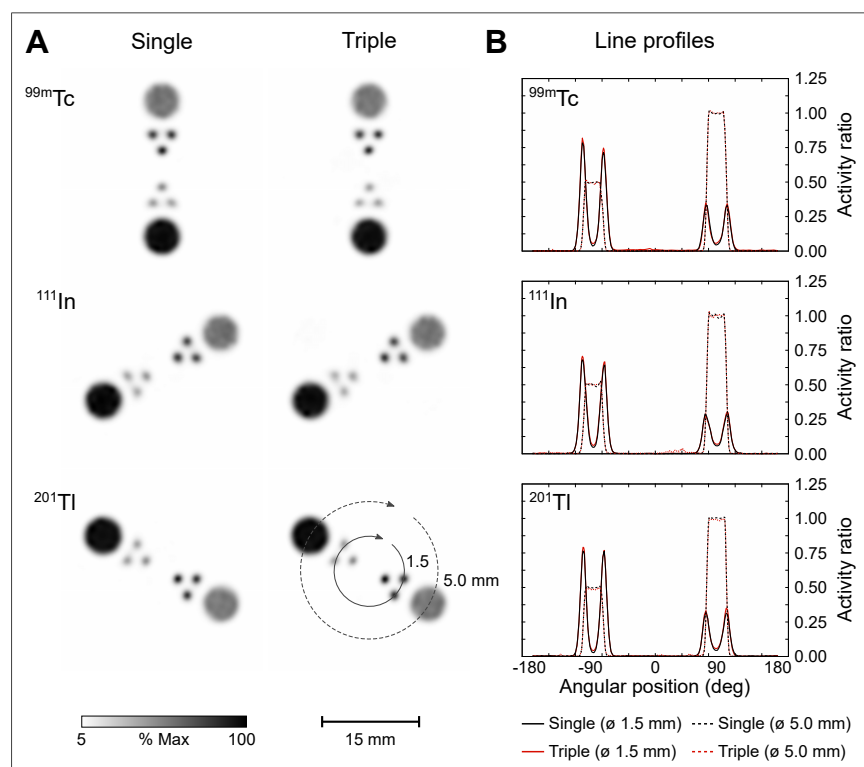 A
Single
Triple
B
Line profiles
99mTc
111In
201Tl
1.5
5.0 mm
5
% Max
100
15 mm
99mTc
1.25
1.00
0.75
0.50
0.25
0.00
Activity ratio
111In
1.25
1.00
0.75
0.50
0.25
0.00
Activity ratio
201Tl
1.25
1.00
0.75
0.50
0.25
0.00
Activity ratio
-180 -90 0 90 180
Angular position (deg)
Single (ø 1.5 mm) Single (ø 5.0 mm)
Triple (ø 1.5 mm) Triple (ø 5.0 mm)